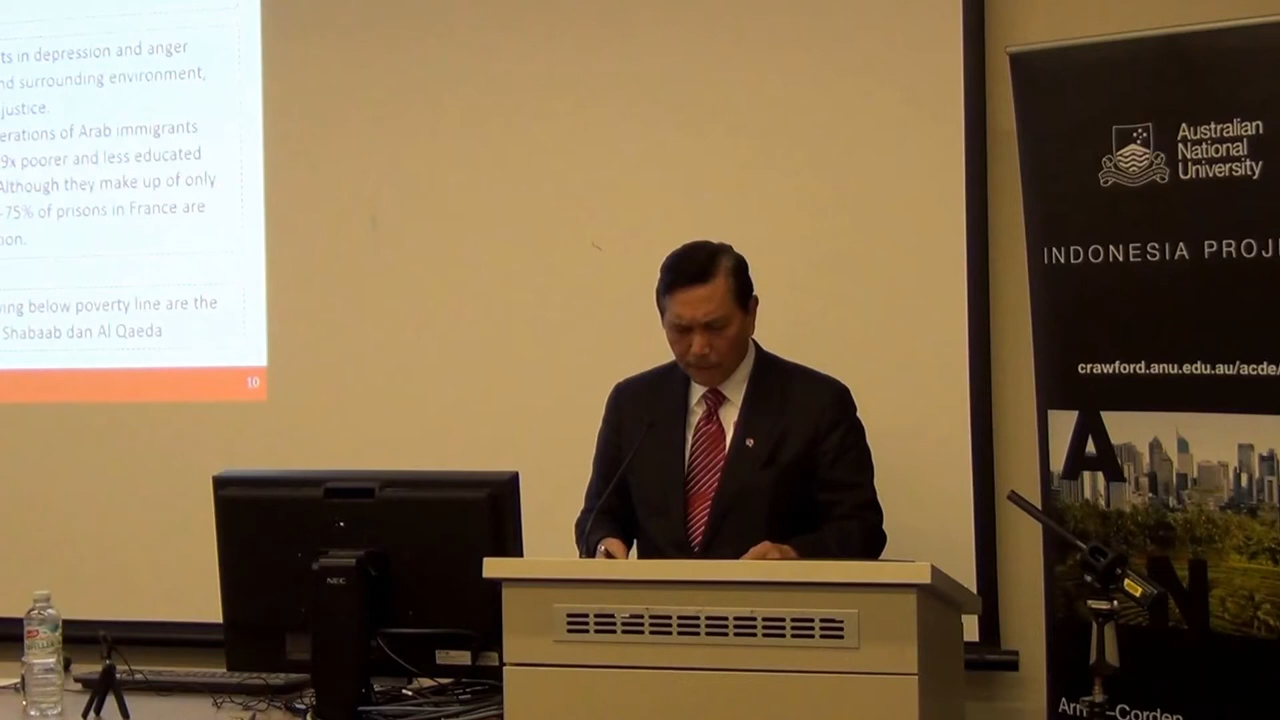 ts in depression and anger
nd surrounding environment,
justice.
erations of Arab immigrants
9x poorer and less educated
Although they make up of only
-75% of prisons in France are
ion.
ving below poverty line are the
Shabaab dan Al Qaeda
10
NEC
Australian
National
University
INDONESIA PROJ
crawford.anu.edu.au/acde/
A
N
Corden